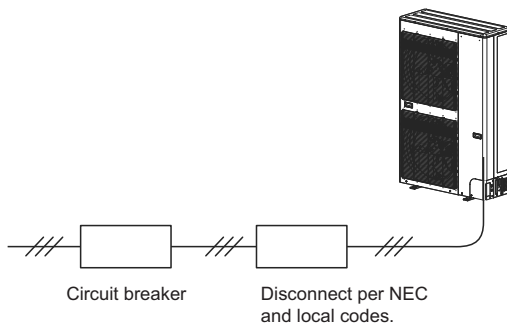 Circuit breaker
Disconnect per NEC
and local codes.